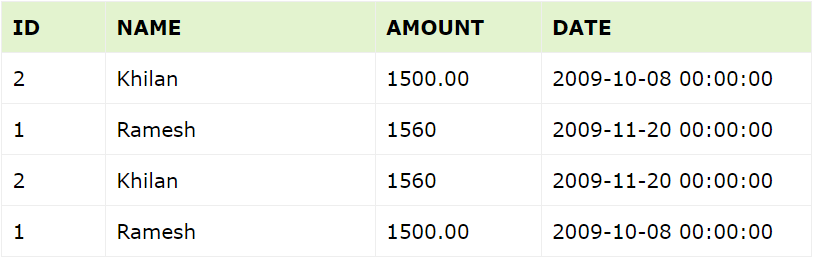 ID NAME AMOUNT DATE
2 Khilan 1500.00 2009-10-08 00:00:00
1 Ramesh 1560 2009-11-20 00:00:00
2 Khilan 1560 2009-11-20 00:00:00
1 Ramesh 1500.00 2009-10-08 00:00:00